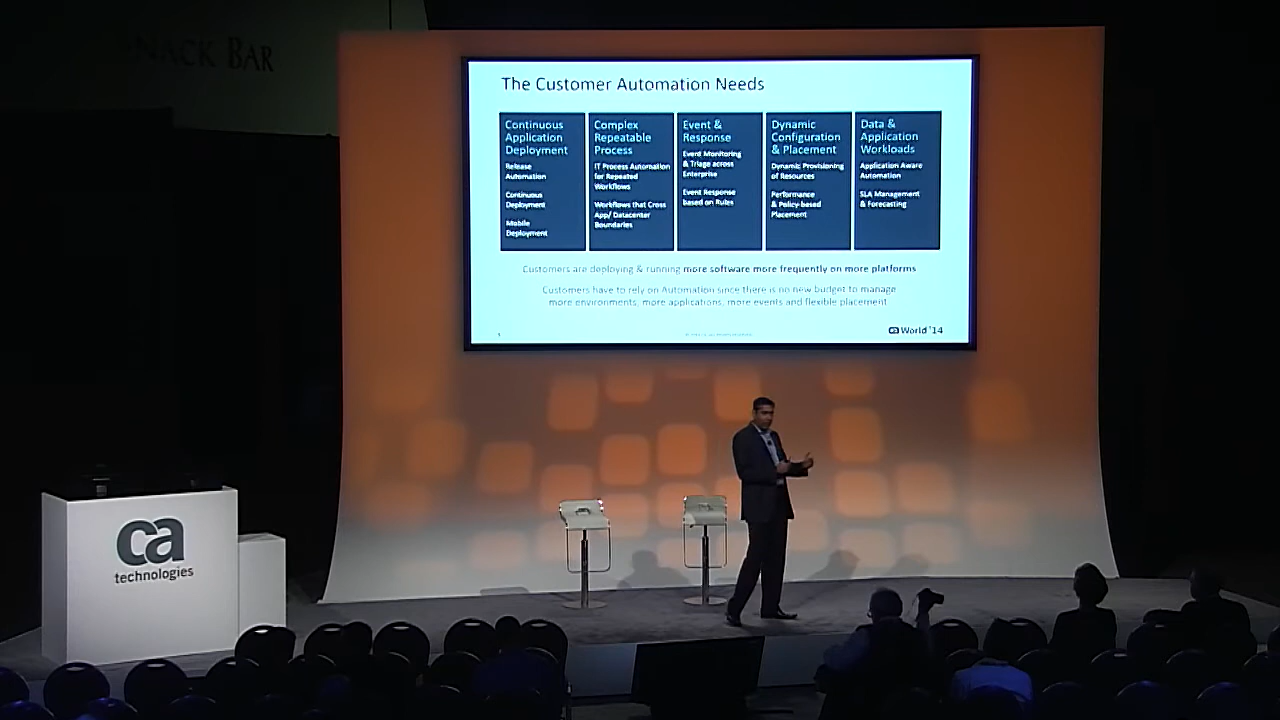 SNACK BAR
The Customer Automation Needs
Continuous
Application
Deployment
Release
Automation
Continuous
Deployment
Mobile
Deployment
Complex
Repeatable
Process
IT Process Automation
for Repeated
Workflows
Workflows that Cross
App/ Datacenter
Boundaries
Event &
Response
Event Monitoring
& Triage across
Enterprise
Event Response
based on Rules
Dynamic
Configuration
& Placement
Dynamic Provisioning
of Resources
Performance
& Policy-based
Placement
Data &
Application
Workloads
Application Aware
Automation
SLA Management
& Forecasting
Customers are deploying & running more software more frequently on more platforms
Customers have to rely on Automation since there is no new budget to manage
more environments, more applications, more events and flexible placement
ca World '14
ca
technologies